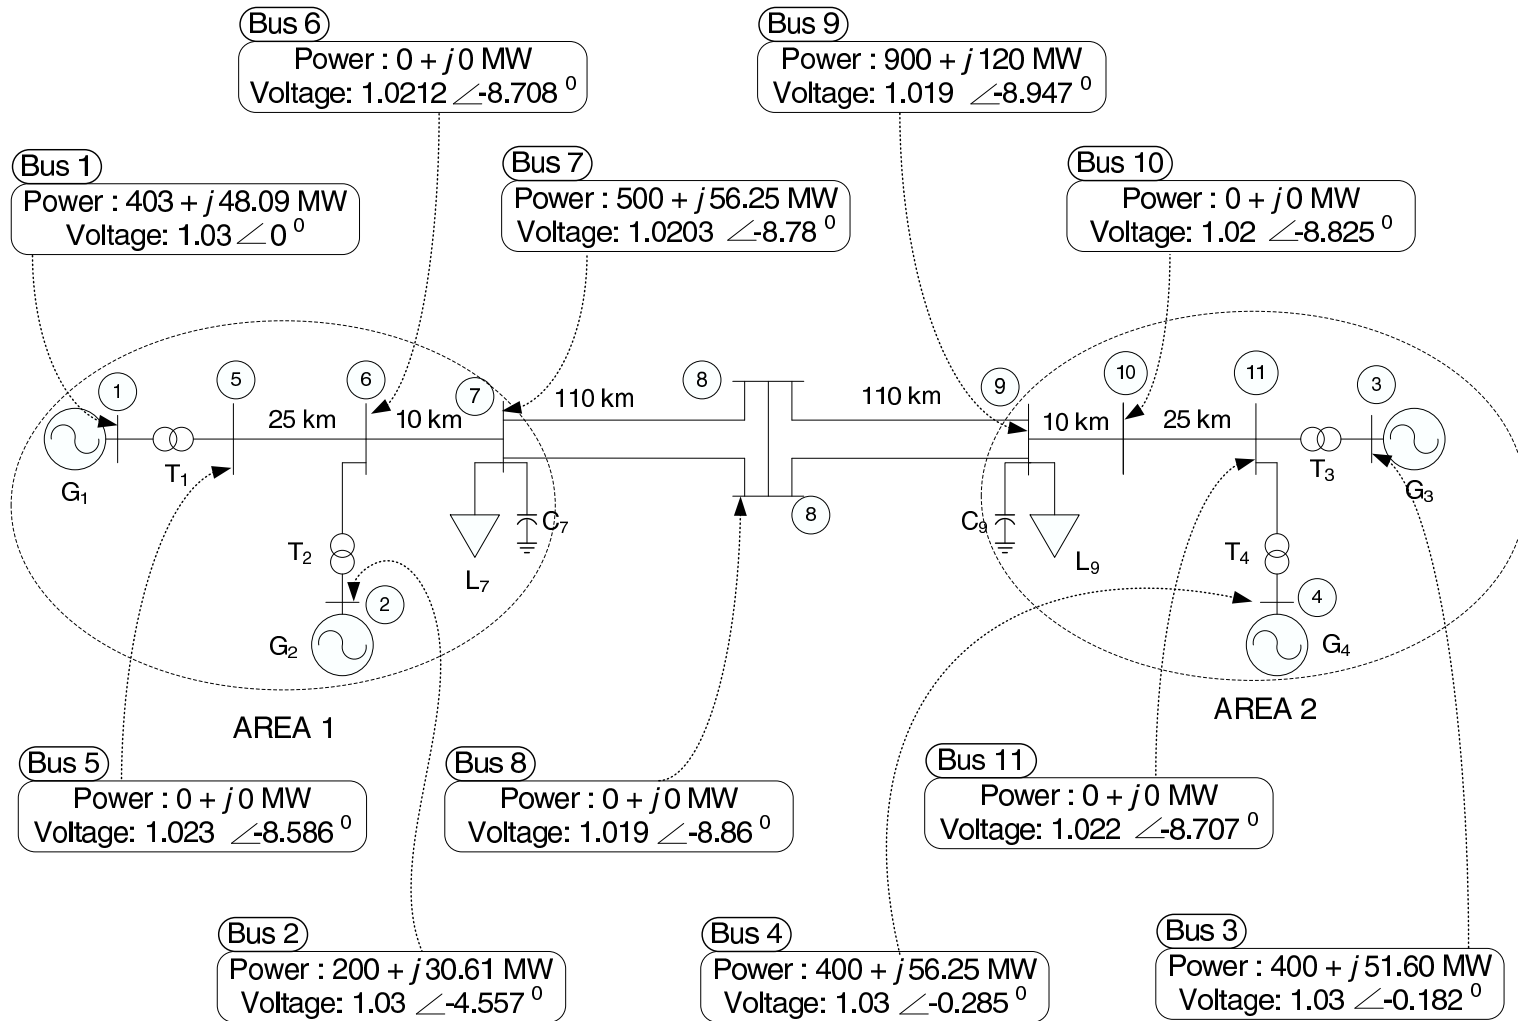 Bus 6
Power : 0 + j 0 MW
Voltage: 1.0212 ∠-8.708 ⁰
Bus 9
Power : 900 + j 120 MW
Voltage: 1.019 ∠-8.947 ⁰
Bus 1
Power : 403 + j 48.09 MW
Voltage: 1.03 ∠0 ⁰
Bus 7
Power : 500 + j 56.25 MW
Voltage: 1.0203 ∠-8.78 ⁰
Bus 10
Power : 0 + j 0 MW
Voltage: 1.02 ∠-8.825 ⁰
1
5
6
7
8
9
10
11
3
25 km
10 km
110 km
110 km
10 km
25 km
T₁
G₁
T₃
G₃
C₇
L₇
8
C₉
L₉
T₂
2
G₂
T₄
4
G₄
AREA 1
AREA 2
Bus 5
Power : 0 + j 0 MW
Voltage: 1.023 ∠-8.586 ⁰
Bus 8
Power : 0 + j 0 MW
Voltage: 1.019 ∠-8.86 ⁰
Bus 11
Power : 0 + j 0 MW
Voltage: 1.022 ∠-8.707 ⁰
Bus 2
Power : 200 + j 30.61 MW
Voltage: 1.03 ∠-4.557 ⁰
Bus 4
Power : 400 + j 56.25 MW
Voltage: 1.03 ∠-0.285 ⁰
Bus 3
Power : 400 + j 51.60 MW
Voltage: 1.03 ∠-0.182 ⁰